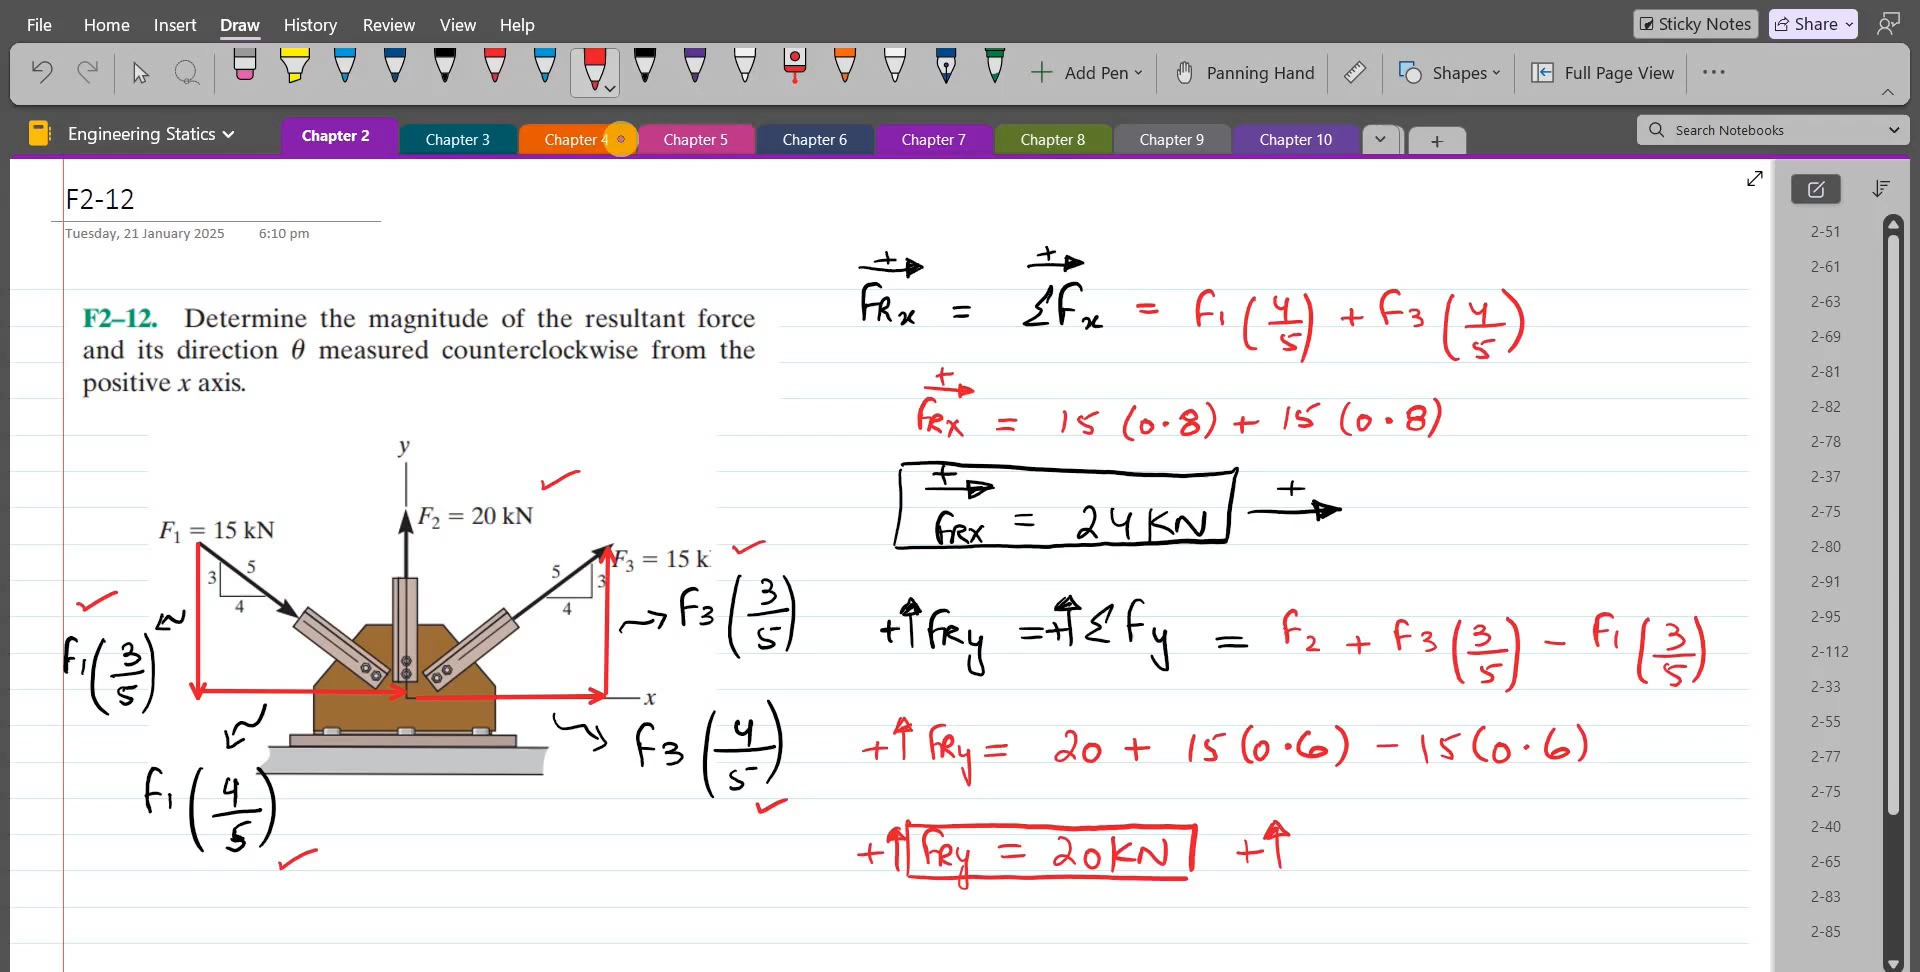 File Home Insert Draw History Review View Help
Sticky Notes Share
Add Pen Panning Hand Shapes Full Page View
Engineering Statics Chapter 2 Chapter 3 Chapter 4 Chapter 5 Chapter 6 Chapter 7 Chapter 8 Chapter 9 Chapter 10
Search Notebooks
F2-12
Tuesday, 21 January 2025 6:10 pm
F2–12. Determine the magnitude of the resultant force
and its direction θ measured counterclockwise from the
positive x axis.
y
F₁ = 15 kN
F₂ = 20 kN
F₃ = 15 k
5
3
4
5
3
4
x
F₁ (3/5)
F₁ (4/5)
F₃ (3/5)
F₃ (4/5)
+→ FRx = +→ ΣFx = F₁ (4/5) + F₃ (4/5)
+→ FRx = 15 (0.8) + 15 (0.8)
+→ FRx = 24 KN +→
+↑ FRy = +↑ ΣFy = F₂ + F₃ (3/5) − F₁ (3/5)
+↑ FRy = 20 + 15 (0.6) − 15 (0.6)
+↑ FRy = 20 KN +↑
2-51
2-61
2-63
2-69
2-81
2-82
2-78
2-37
2-75
2-80
2-91
2-95
2-112
2-33
2-55
2-77
2-75
2-40
2-65
2-83
2-85